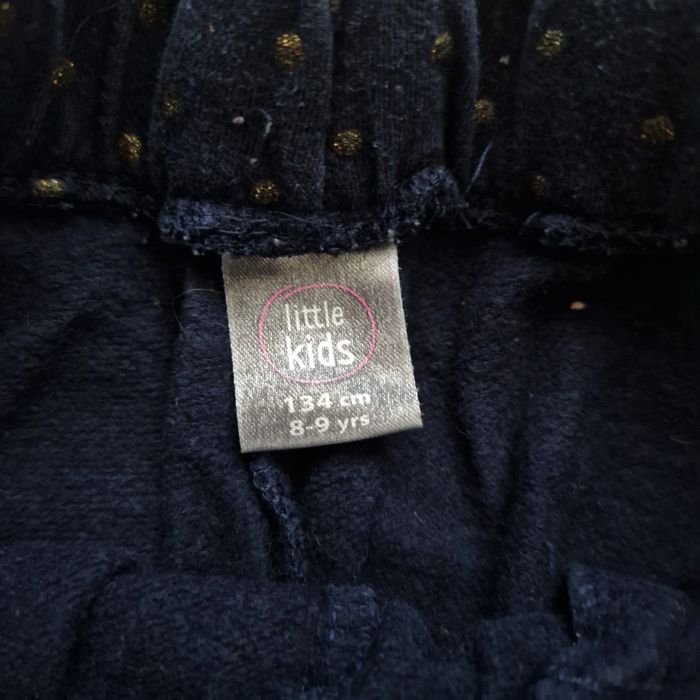 little
kids
134 cm
8-9 yrs